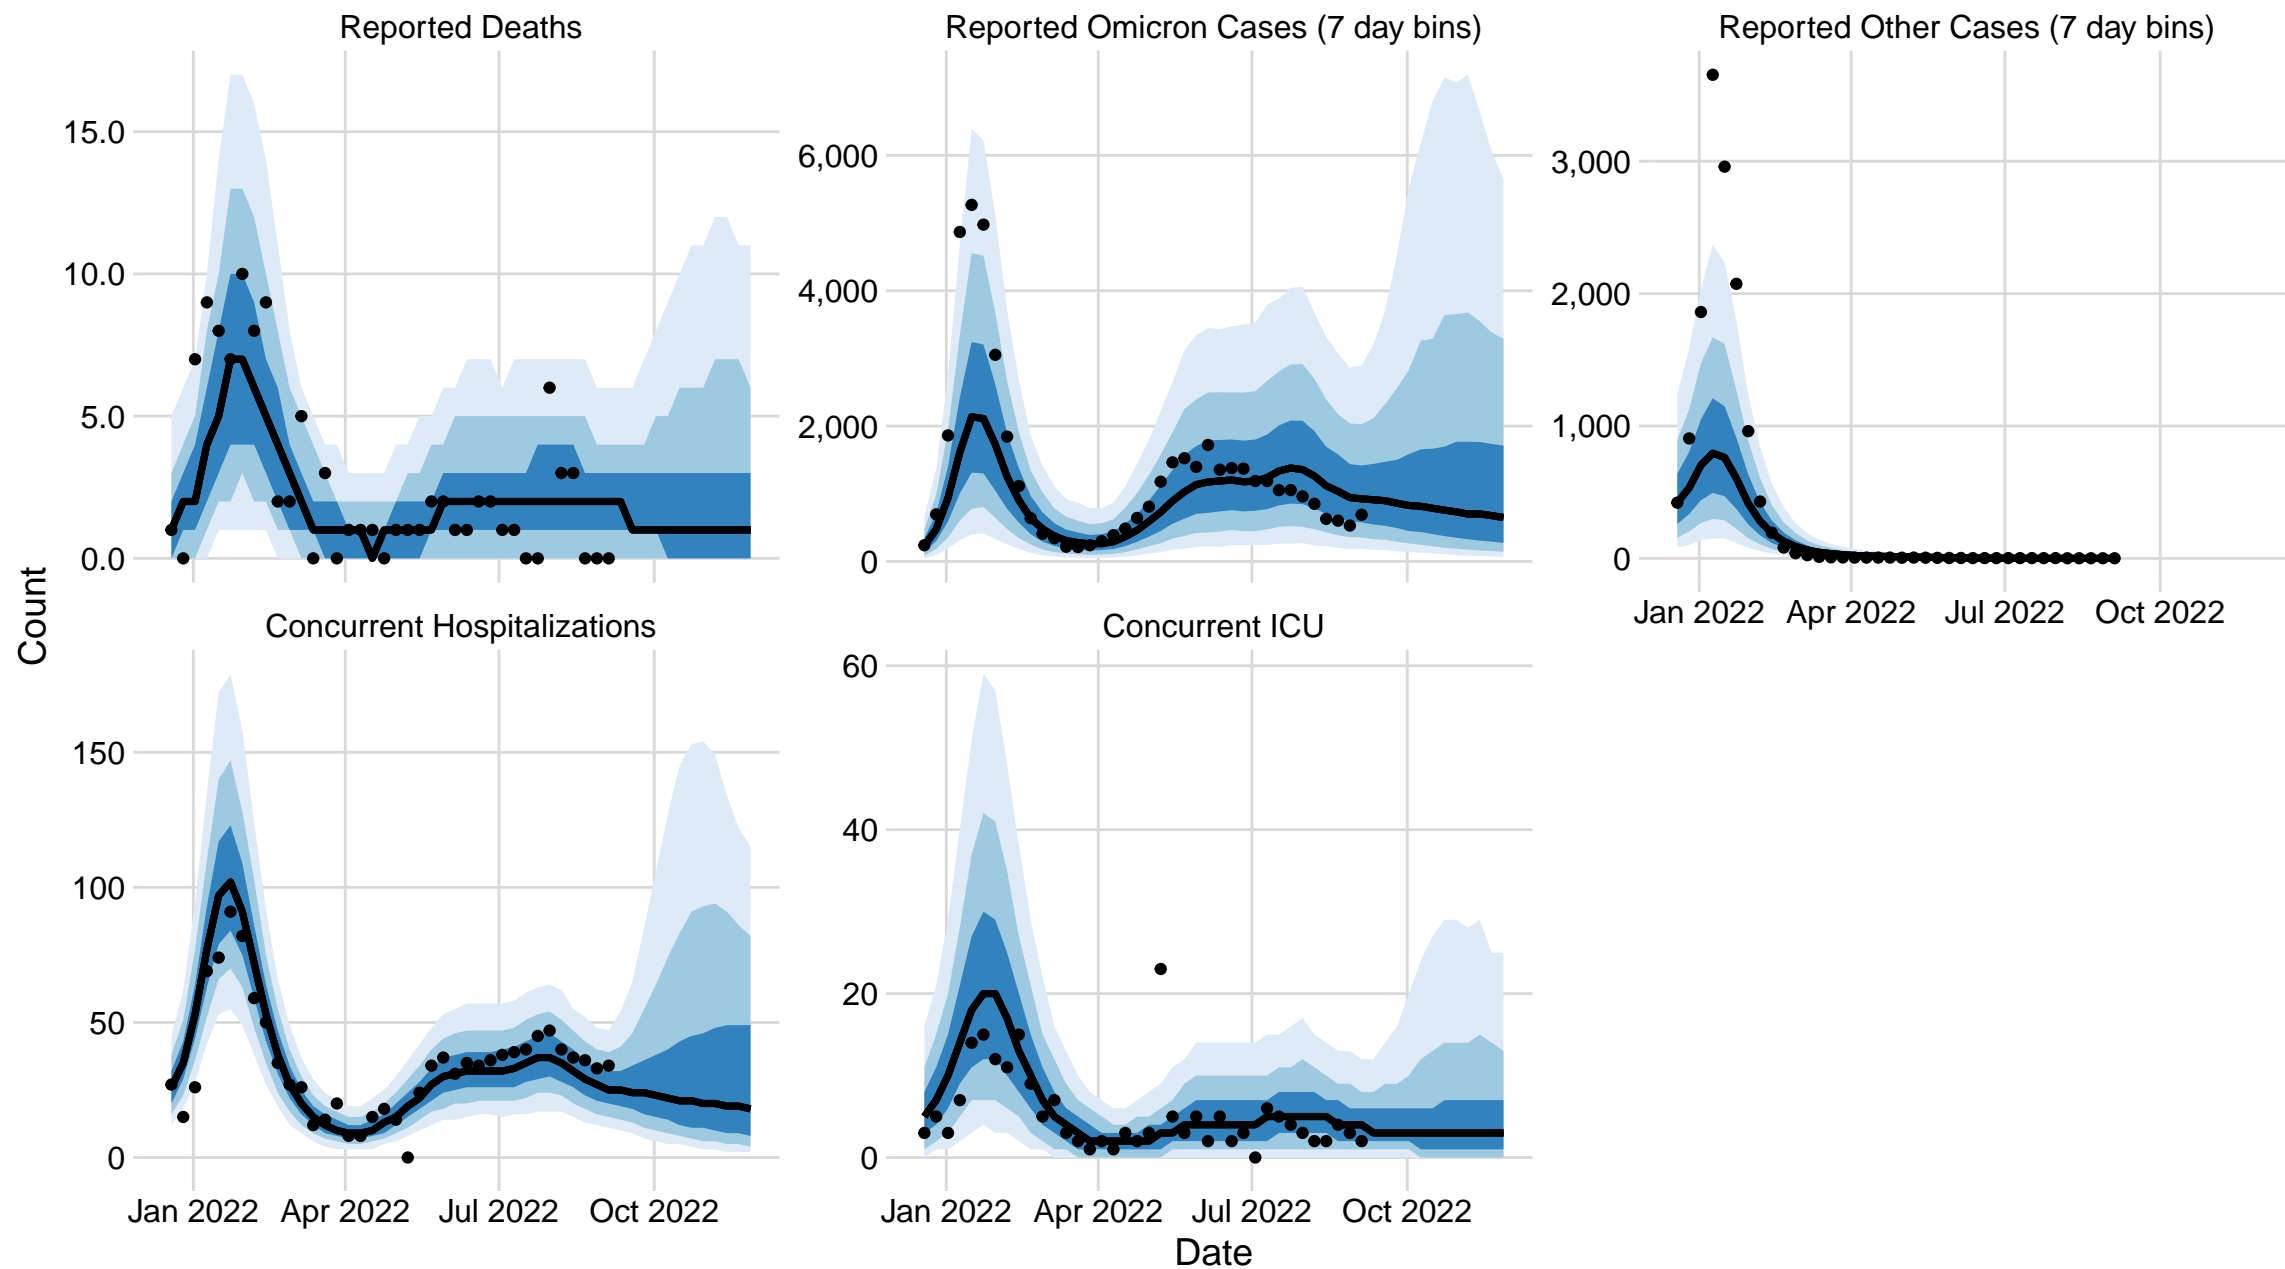 Reported Deaths
Reported Omicron Cases (7 day bins)
Reported Other Cases (7 day bins)
15.0
10.0
5.0
0.0
6,000
4,000
2,000
0
3,000
2,000
1,000
0
Jan 2022 Apr 2022 Jul 2022 Oct 2022
Count
Concurrent Hospitalizations
Concurrent ICU
150
100
50
0
60
40
20
0
Jan 2022 Apr 2022 Jul 2022 Oct 2022
Jan 2022 Apr 2022 Jul 2022 Oct 2022
Date